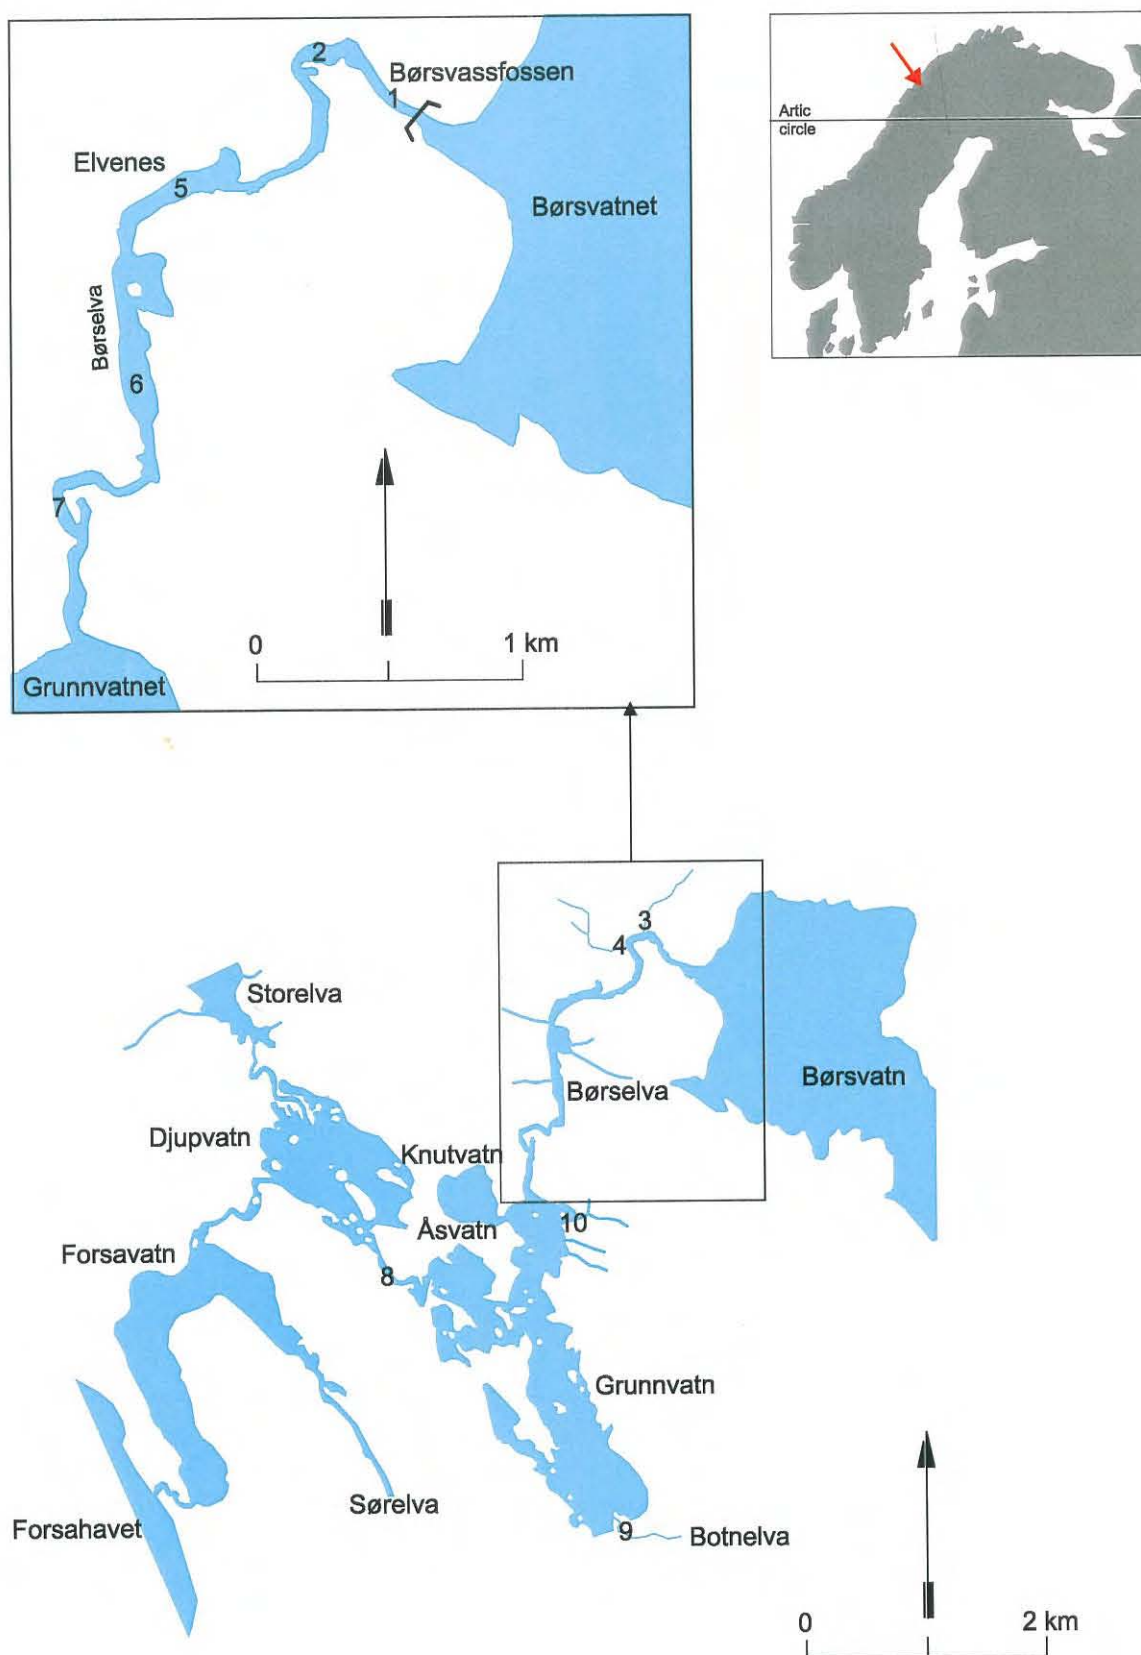 2
Børsvassfossen
1
Artic
circle
Elvenes
5
Børsvatnet
Børselva
6
7
0
1 km
Grunnvatnet
3
4
Storelva
Børsvatn
Børselva
Djupvatn
Knutvatn
10
Åsvatn
Forsavatn
8
Grunnvatn
Sørelva
Forsahavet
9
Botnelva
0
2 km